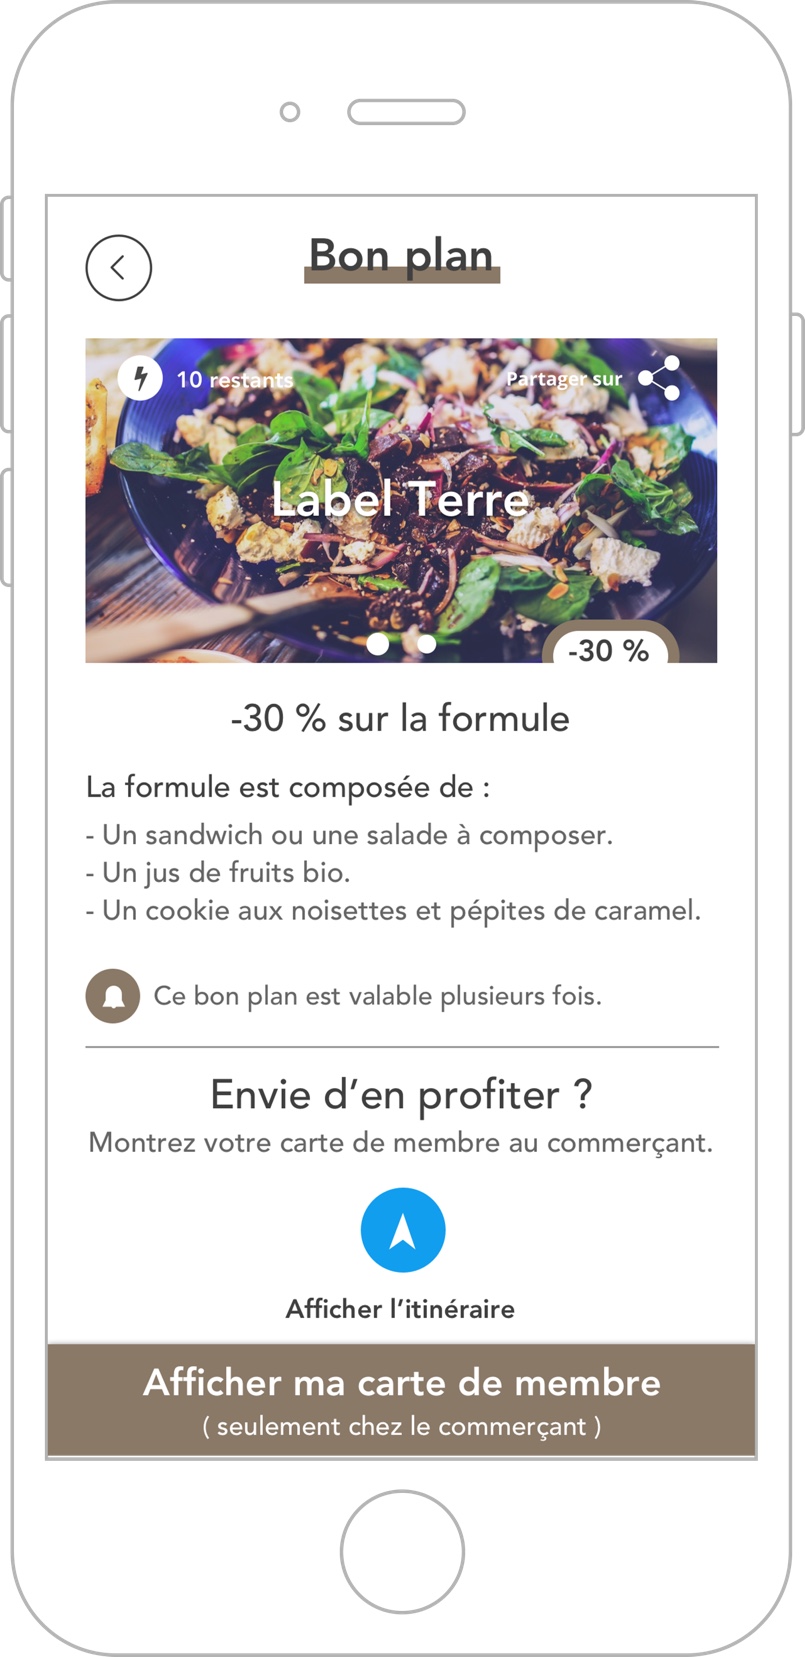 Bon plan
10 restants
Partager sur
Label Terre
-30 %
-30 % sur la formule
La formule est composée de :
- Un sandwich ou une salade à composer.
- Un jus de fruits bio.
- Un cookie aux noisettes et pépites de caramel.
Ce bon plan est valable plusieurs fois.
Envie d’en profiter ?
Montrez votre carte de membre au commerçant.
Afficher l’itinéraire
Afficher ma carte de membre
( seulement chez le commerçant )